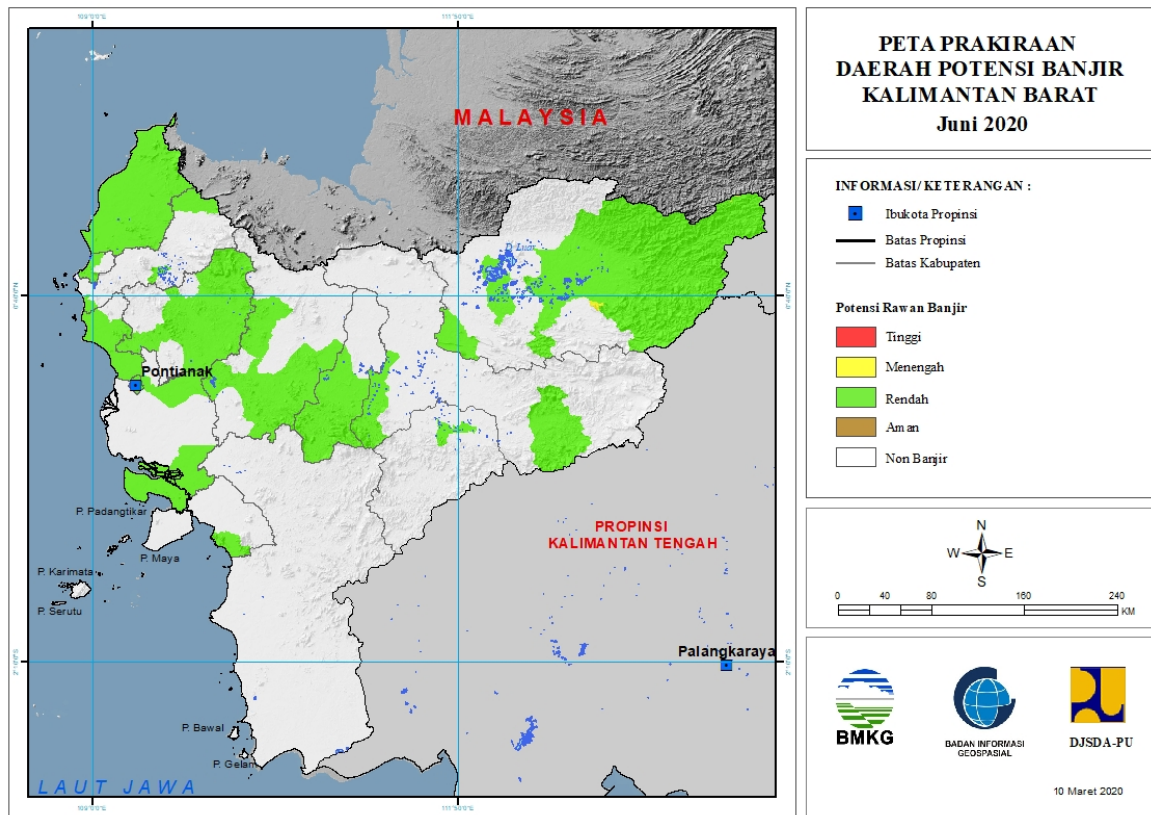 PETA PRAKIRAAN
DAERAH POTENSI BANJIR
KALIMANTAN BARAT
Juni 2020
INFORMASI/ KETERANGAN :
Ibukota Propinsi
Batas Propinsi
Batas Kabupaten
Potensi Rawan Banjir
Tinggi
Menengah
Rendah
Aman
Non Banjir
N
W E
S
0 40 80 160 240
KM
BMKG
BADAN INFORMASI
GEOSPASIAL
DJSDA-PU
10 Maret 2020
MALAYSIA
D. Luar
Pontianak
P. Padangtikar
P. Maya
P. Karimata
P. Serutu
PROPINSI
KALIMANTAN TENGAH
Palangkaraya
P. Bawal
P. Gelam
LAUT JAWA